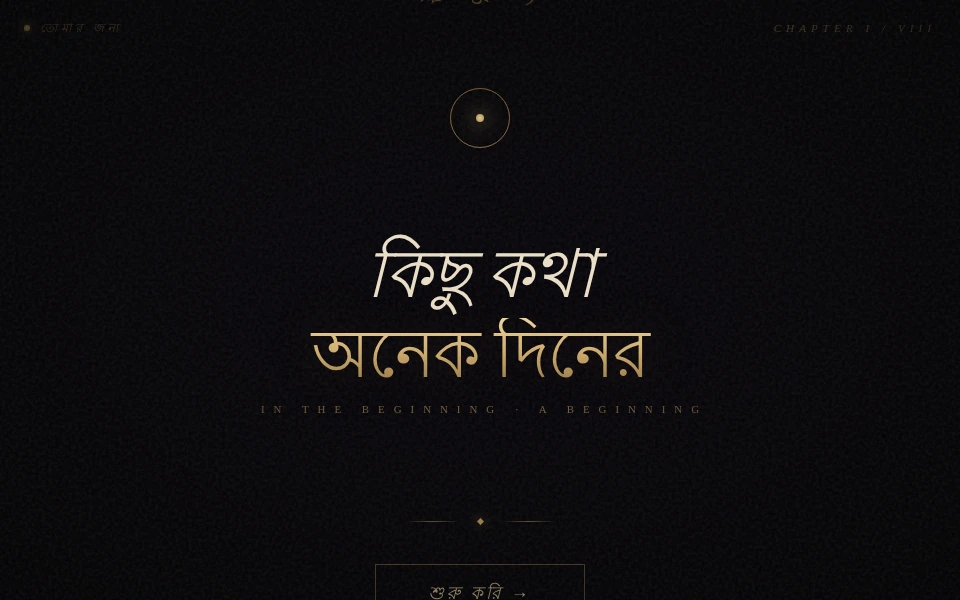 তোমার জন্য
CHAPTER I / VIII
কিছু কথা
অনেক দিনের
IN THE BEGINNING · A BEGINNING
শুরু করি →